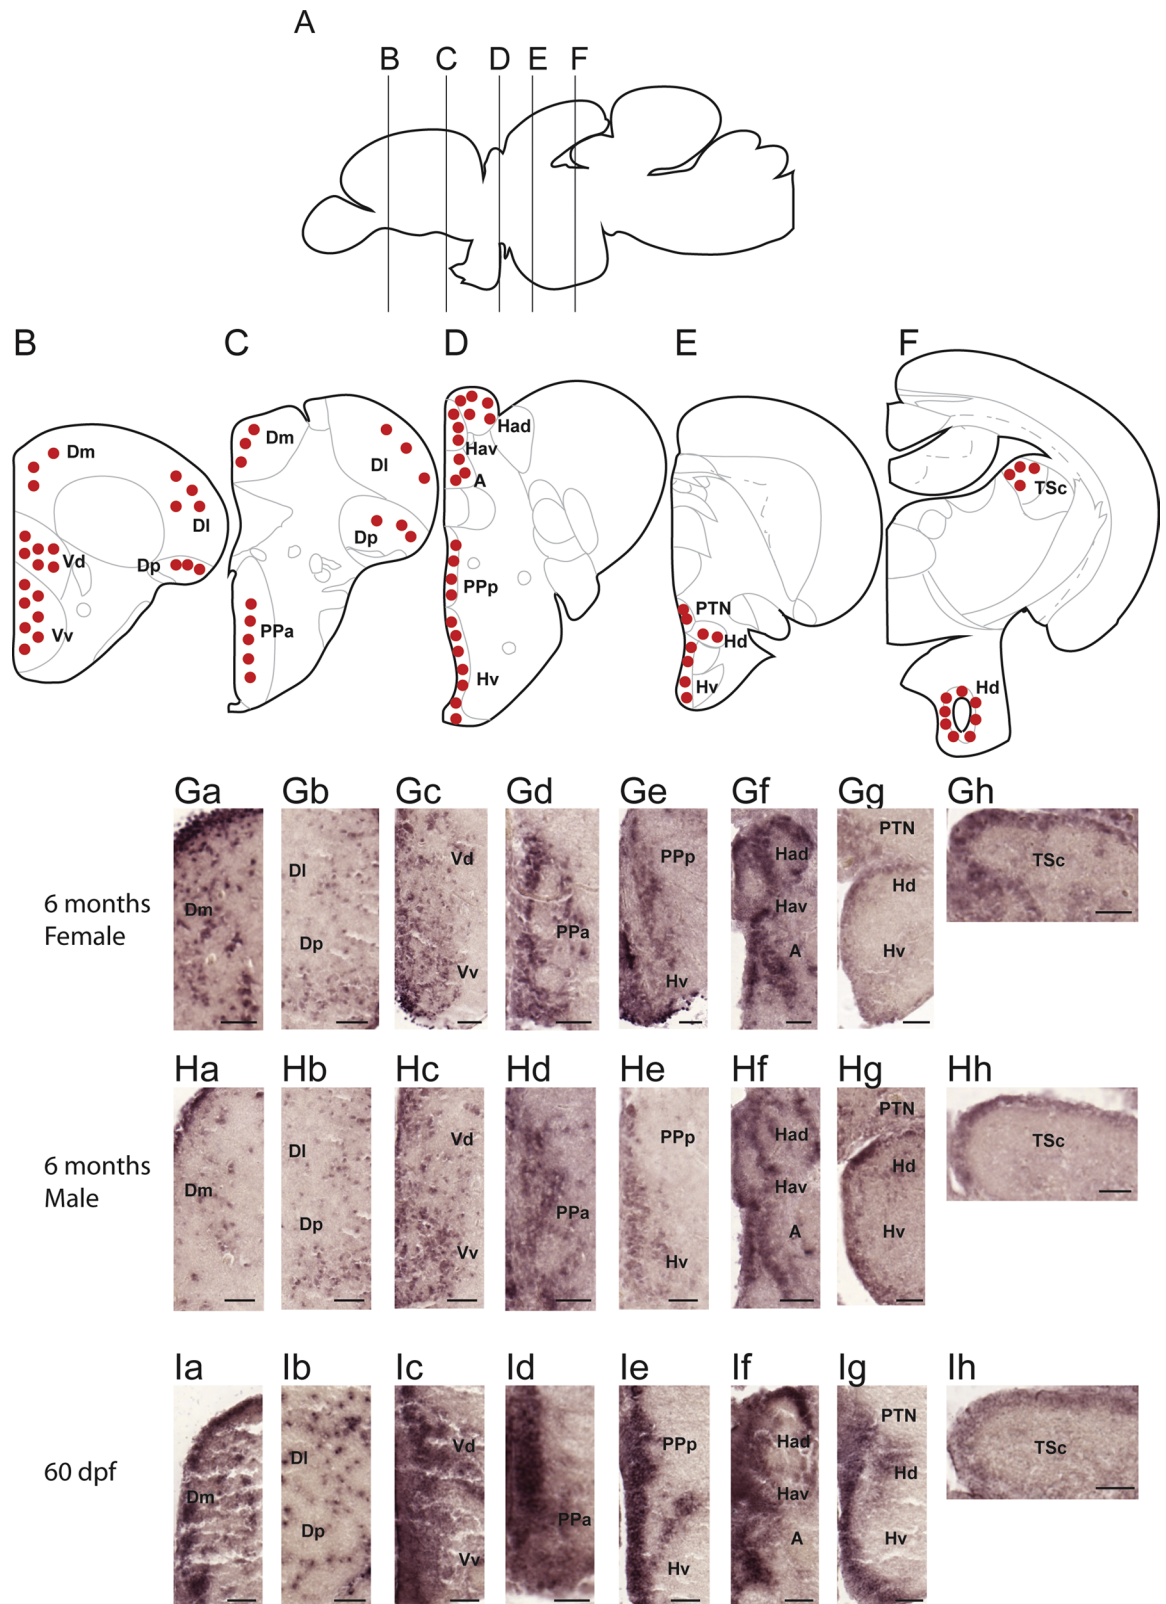 A
B C D E F
B C D E F
Dm
Dl
Vd
Dp
Vv
Dm
Dl
Dp
PPa
Had
Hav
A
PPp
Hv
PTN
Hd
Hv
TSc
Hd
Ga Gb Gc Gd Ge Gf Gg Gh
6 months
Female
Dm
Dl
Dp
Vd
Vv
PPa
PPp
Hv
Had
Hav
A
PTN
Hd
Hv
TSc
Ha Hb Hc Hd He Hf Hg Hh
6 months
Male
Dm
Dl
Dp
Vd
Vv
PPa
PPp
Hv
Had
Hav
A
PTN
Hd
Hv
TSc
Ia Ib Ic Id Ie If Ig Ih
60 dpf
Dm
Dl
Dp
Vd
Vv
PPa
PPp
Hv
Had
Hav
A
PTN
Hd
Hv
TSc